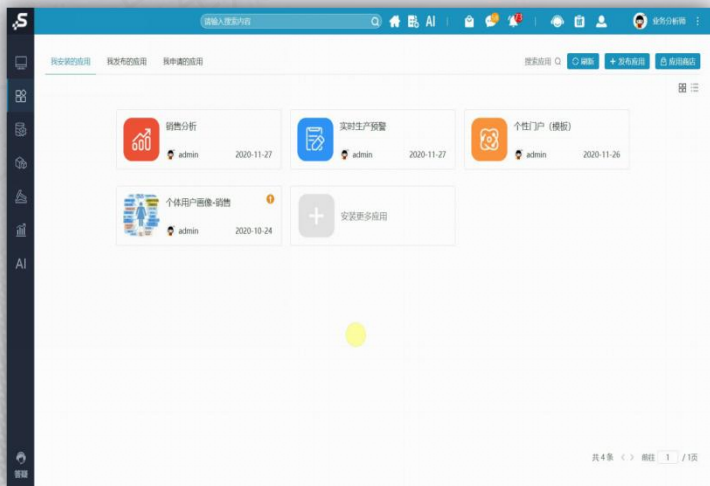 请输入搜索内容
AI
业务分析师
我安装的应用
我发布的应用
我申请的应用
搜索应用
刷新
+ 发布应用
应用商店
销售分析
admin
2020-11-27
实时生产预警
admin
2020-11-27
个性门户（模板）
admin
2020-11-26
个体用户画像-销售
admin
2020-10-24
安装更多应用
AI
共4条 < > 前往 1 /1页